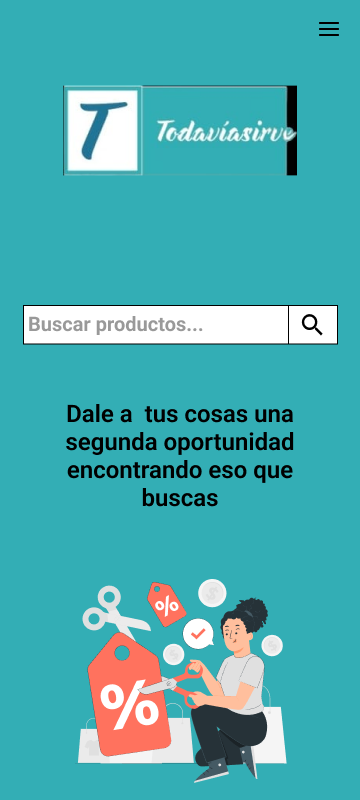 T
Todavíasirve
Buscar productos...
Dale a  tus cosas una
segunda oportunidad
encontrando eso que
buscas
%
%